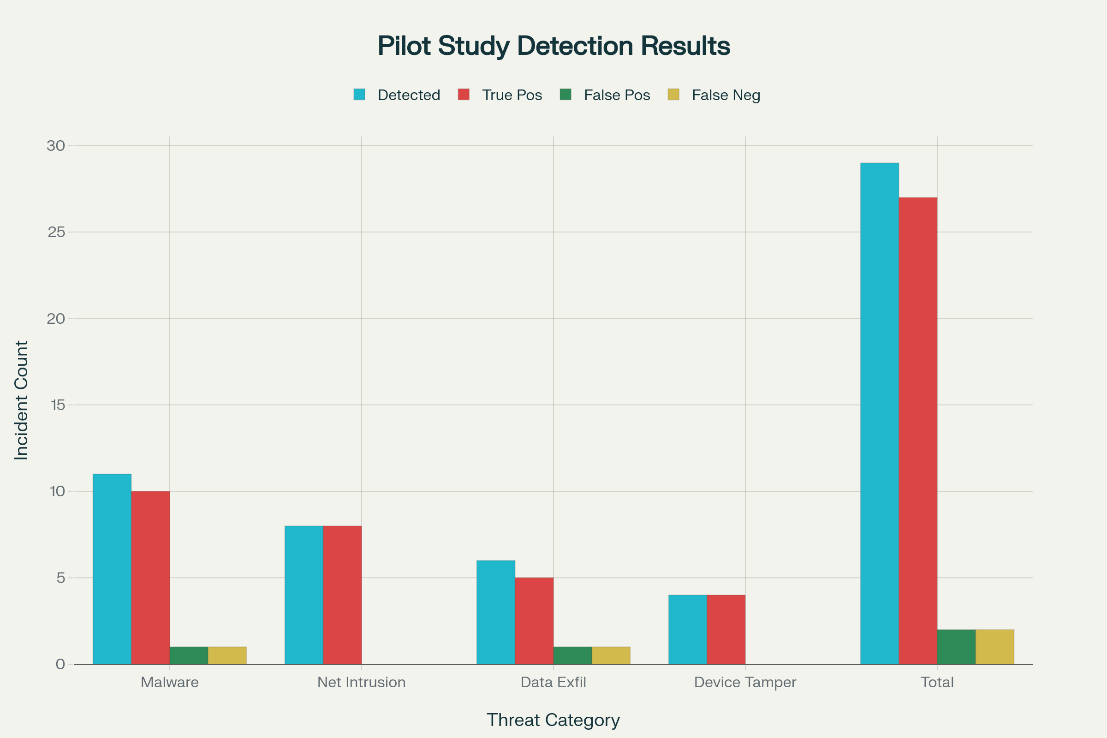 Pilot Study Detection Results
Detected True Pos False Pos False Neg
30
25
20
15
10
5
0
Incident Count
Malware Net Intrusion Data Exfil Device Tamper Total
Threat Category